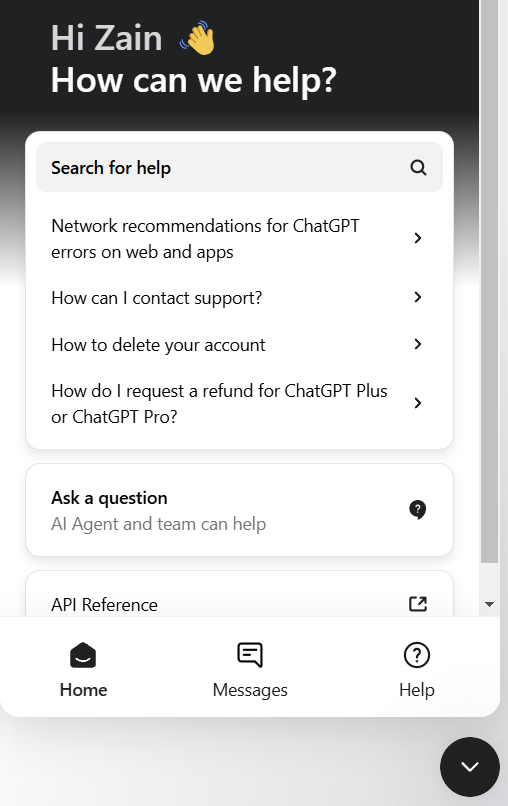 Hi Zain 👋
How can we help?
Search for help
Network recommendations for ChatGPT
errors on web and apps
How can I contact support?
How to delete your account
How do I request a refund for ChatGPT Plus
or ChatGPT Pro?
Ask a question
AI Agent and team can help
API Reference
Home
Messages
Help